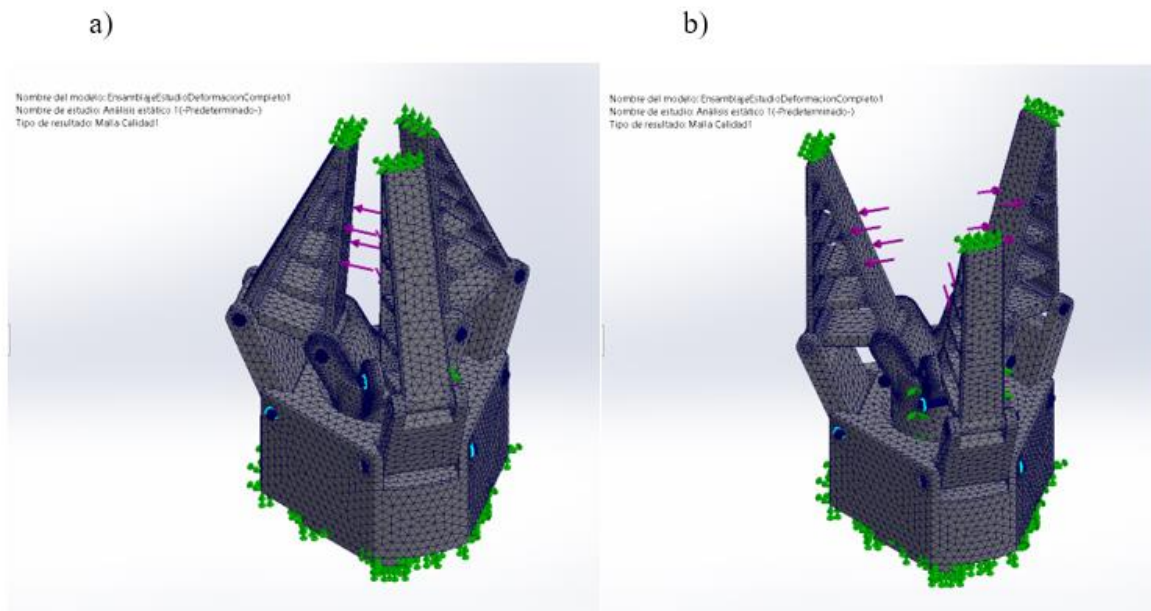 a)
b)
Nombre del modelo: EnsamblajeEstudioDeformacionCompleto1
Nombre de estudio: Análisis estático 1(-Predeterminado-)
Tipo de resultado: Malla Calidad1
Nombre del modelo: EnsamblajeEstudioDeformacionCompleto1
Nombre de estudio: Análisis estático 1(-Predeterminado-)
Tipo de resultado: Malla Calidad1